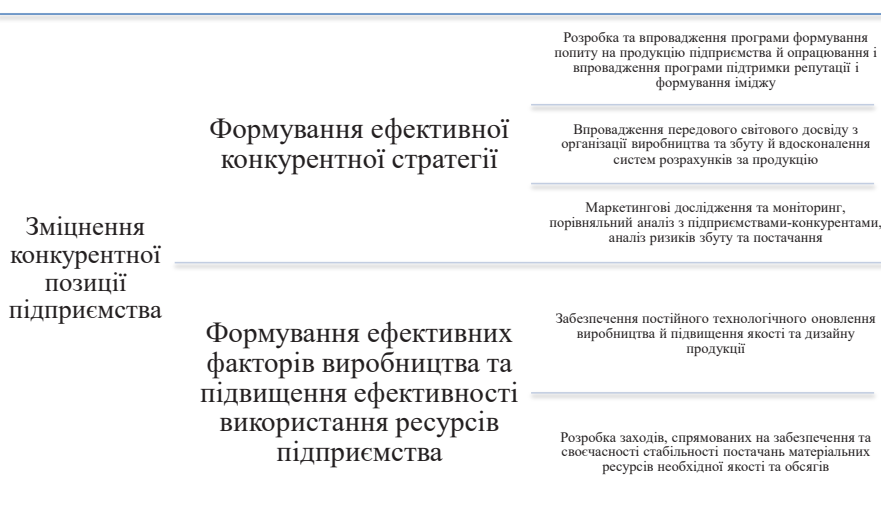 Зміцнення
конкурентної
позиції
підприємства
Формування ефективної
конкурентної стратегії
Розробка та впровадження програми формування
попиту на продукцію підприємства й опрацювання і
впровадження програми підтримки репутації і
формування іміджу
Впровадження передового світового досвіду з
організації виробництва та збуту й вдосконалення
систем розрахунків за продукцію
Маркетингові дослідження та моніторинг,
порівняльний аналіз з підприємствами-конкурентами,
аналіз ризиків збуту та постачання
Формування ефективних
факторів виробництва та
підвищення ефективності
використання ресурсів
підприємства
Забезпечення постійного технологічного оновлення
виробництва й підвищення якості та дизайну
продукції
Розробка заходів, спрямованих на забезпечення та
своєчасності стабільності постачань матеріальних
ресурсів необхідної якості та обсягів